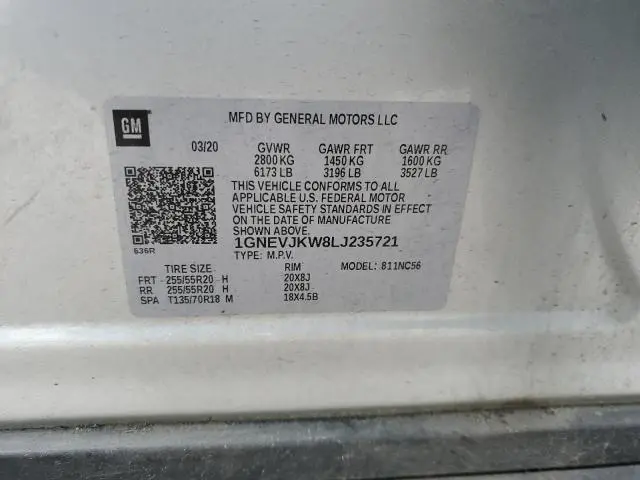 GM
MFD BY GENERAL MOTORS LLC
03/20 GVWR GAWR FRT GAWR RR
2800 KG 1450 KG 1600 KG
6173 LB 3196 LB 3527 LB
THIS VEHICLE CONFORMS TO ALL
APPLICABLE U.S. FEDERAL MOTOR
VEHICLE SAFETY STANDARDS IN EFFECT
ON THE DATE OF MANUFACTURE
SHOWN ABOVE.
1GNEVJKW8LJ235721
636R
TYPE: M.P.V.
TIRE SIZE RIM MODEL: 811NC56
FRT 255/55R20 H 20X8J
RR 255/55R20 H 20X8J
SPA T135/70R18 M 18X4.5B